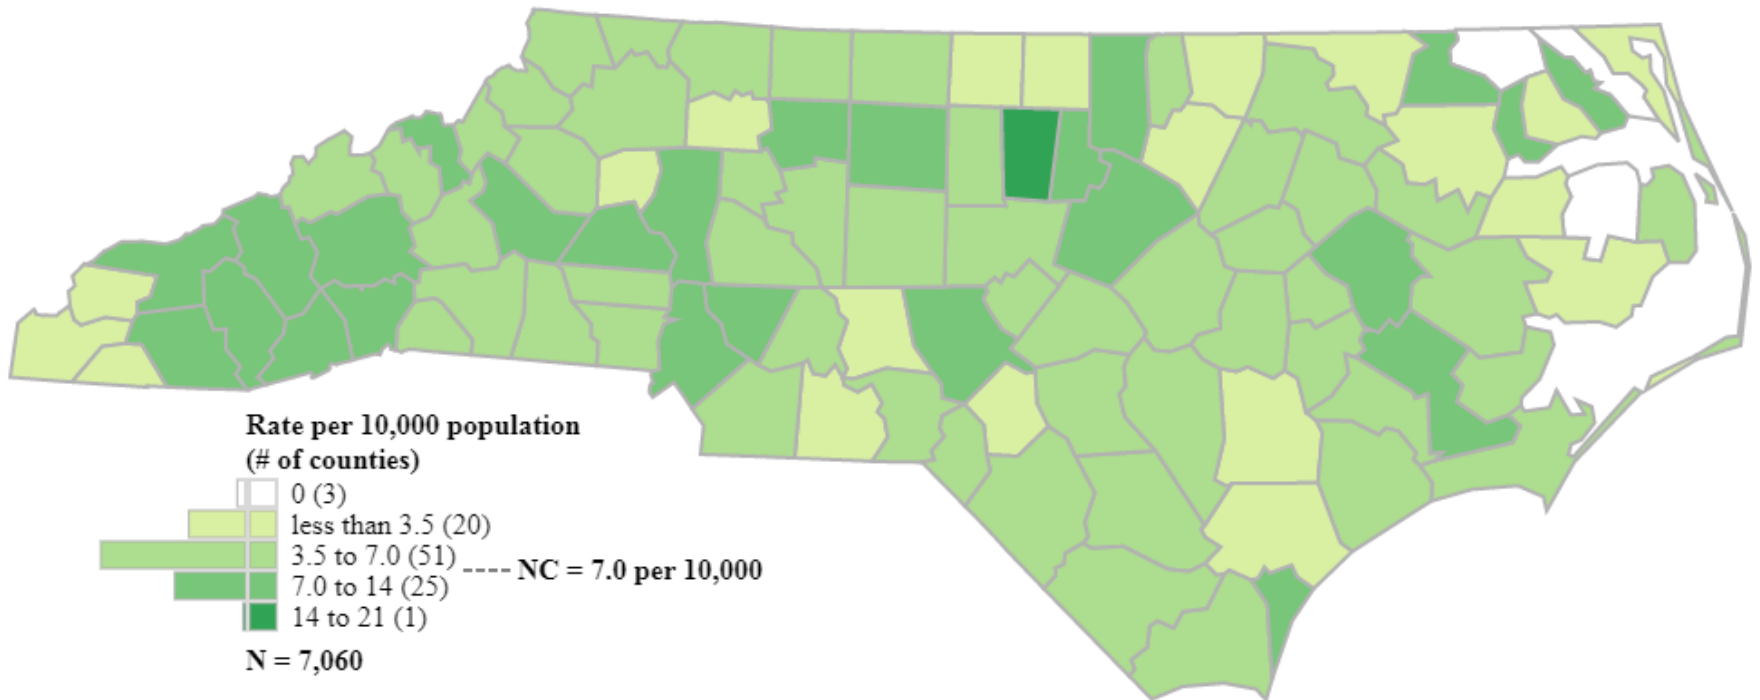 Rate per 10,000 population
(# of counties)
0 (3)
less than 3.5 (20)
3.5 to 7.0 (51)
---- NC = 7.0 per 10,000
7.0 to 14 (25)
14 to 21 (1)
N = 7,060